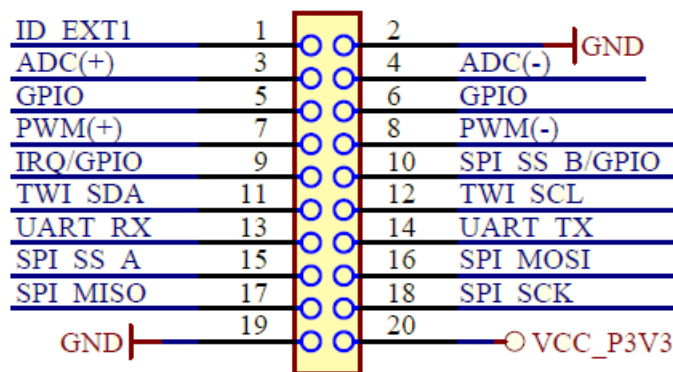 ID_EXT1 1 2 GND
ADC(+) 3 4 ADC(-)
GPIO 5 6 GPIO
PWM(+) 7 8 PWM(-)
IRQ/GPIO 9 10 SPI_SS_B/GPIO
TWI_SDA 11 12 TWI_SCL
UART_RX 13 14 UART_TX
SPI_SS_A 15 16 SPI_MOSI
SPI_MISO 17 18 SPI_SCK
GND 19 20 VCC_P3V3